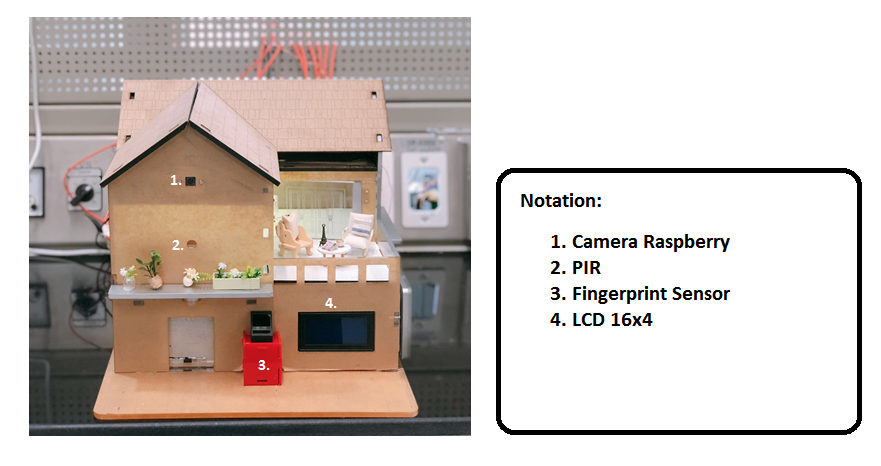 1.
2.
4.
3.
Notation:
1. Camera Raspberry
2. PIR
3. Fingerprint Sensor
4. LCD 16x4